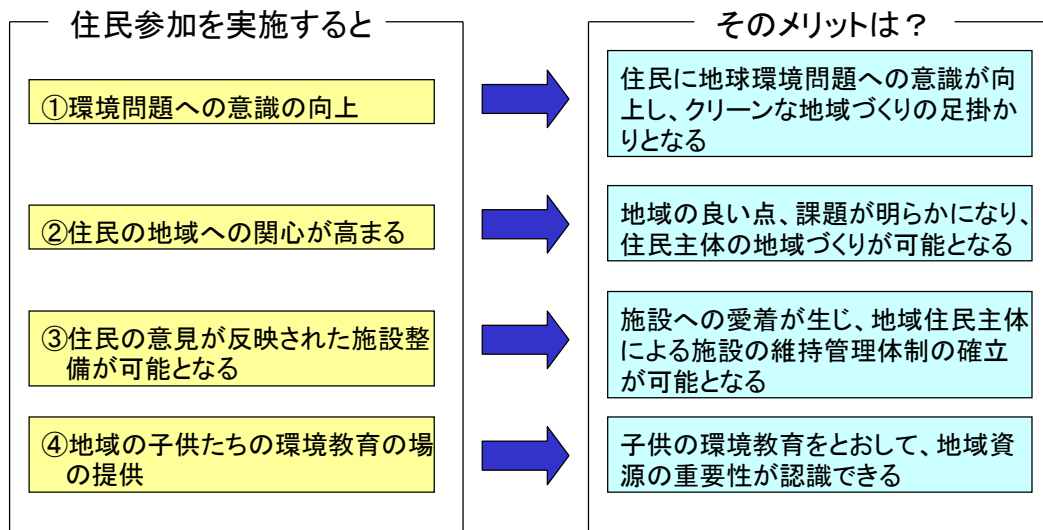 住民参加を実施すると
そのメリットは？
①環境問題への意識の向上
住民に地球環境問題への意識が向
上し、クリーンな地域づくりの足掛か
りとなる
②住民の地域への関心が高まる
地域の良い点、課題が明らかになり、
住民主体の地域づくりが可能となる
③住民の意見が反映された施設整
備が可能となる
施設への愛着が生じ、地域住民主体
による施設の維持管理体制の確立
が可能となる
④地域の子供たちの環境教育の場
の提供
子供の環境教育をとおして、地域資
源の重要性が認識できる